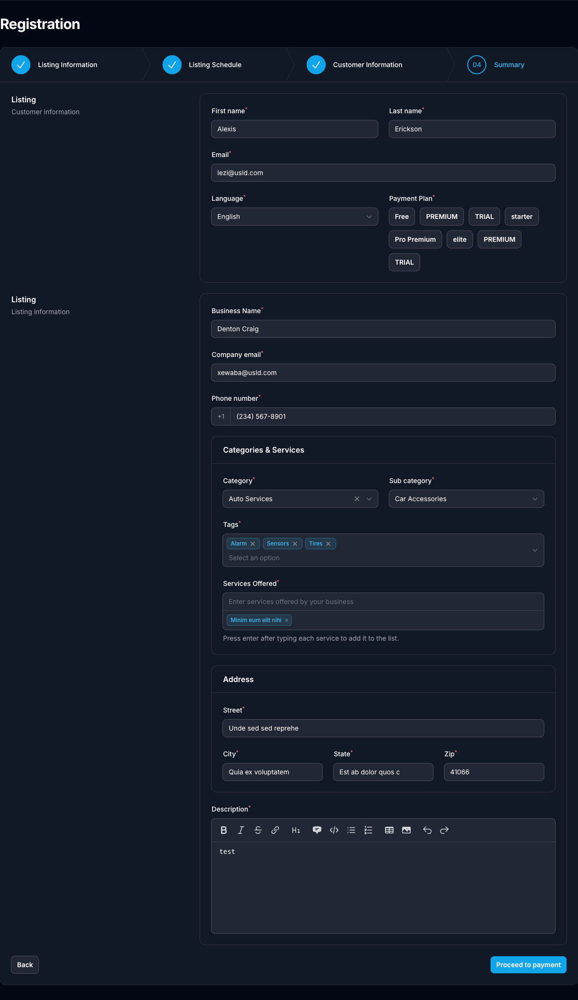 Registration
Listing Information
Listing Schedule
Customer Information
04 Summary
Listing
Customer information
First name* Last name*
Alexis Erickson
Email*
lezi@usld.com
Language* Payment Plan*
English Free PREMIUM TRIAL starter
Pro Premium elite PREMIUM
TRIAL
Listing
Listing information
Business Name*
Denton Craig
Company email*
xewaba@usld.com
Phone number*
+1 (234) 567-8901
Categories & Services
Category* Sub category*
Auto Services Car Accessories
Tags*
Alarm Sensors Tires
Select an option
Services Offered*
Enter services offered by your business
Minim eum elit nihi
Press enter after typing each service to add it to the list.
Address
Street*
Unde sed sed reprehe
City* State* Zip*
Quia ex voluptatem Est ab dolor quos c 41066
Description*
B I S H1
test
Back Proceed to payment